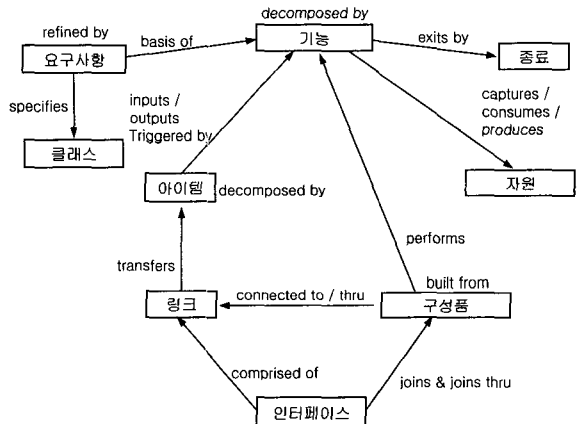 decomposed by
refined by
basis of
기능
exits by
요구사항
종료
specifies
inputs /
outputs
Triggered by
captures /
consumes /
produces
클래스
아이템
decomposed by
자원
performs
transfers
built from
링크
connected to / thru
구성품
comprised of
joins & joins thru
인터페이스